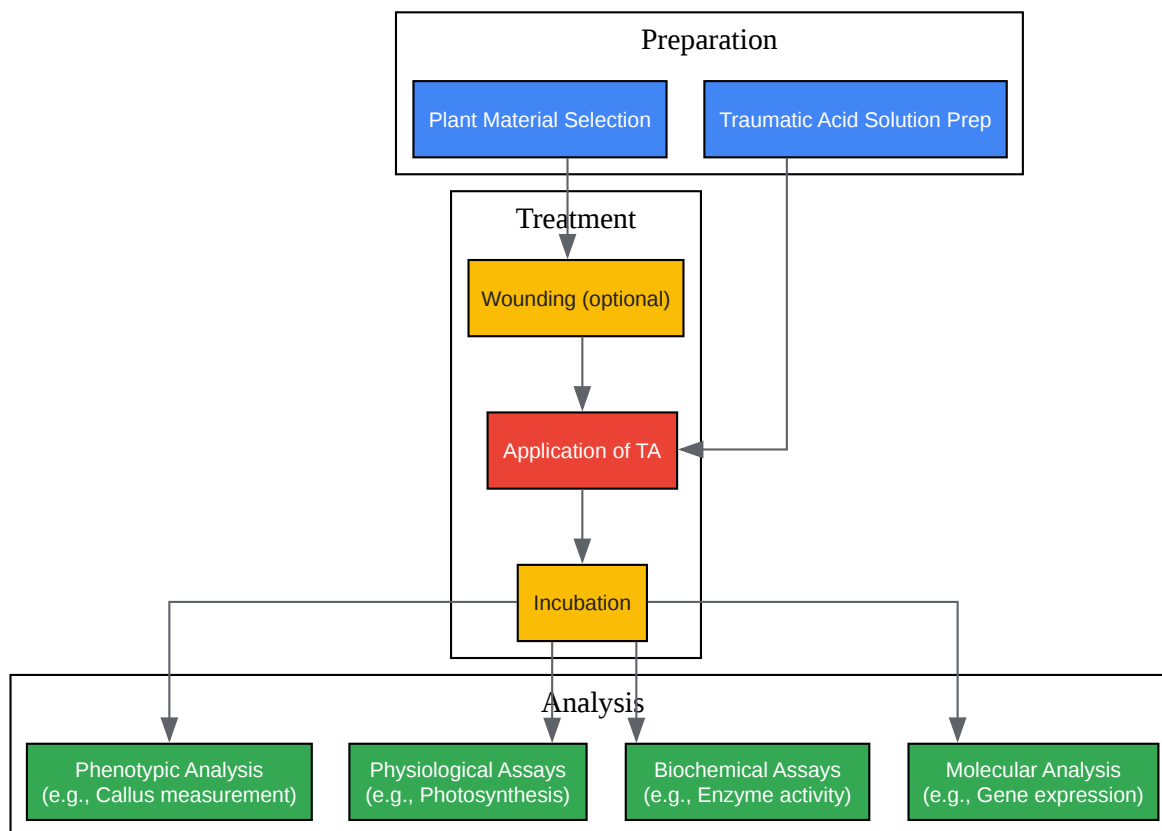 Preparation
Plant Material Selection
Traumatic Acid Solution Prep
Treatment
Wounding (optional)
Application of TA
Incubation
Analysis
Phenotypic Analysis
(e.g., Callus measurement)
Physiological Assays
(e.g., Photosynthesis)
Biochemical Assays
(e.g., Enzyme activity)
Molecular Analysis
(e.g., Gene expression)